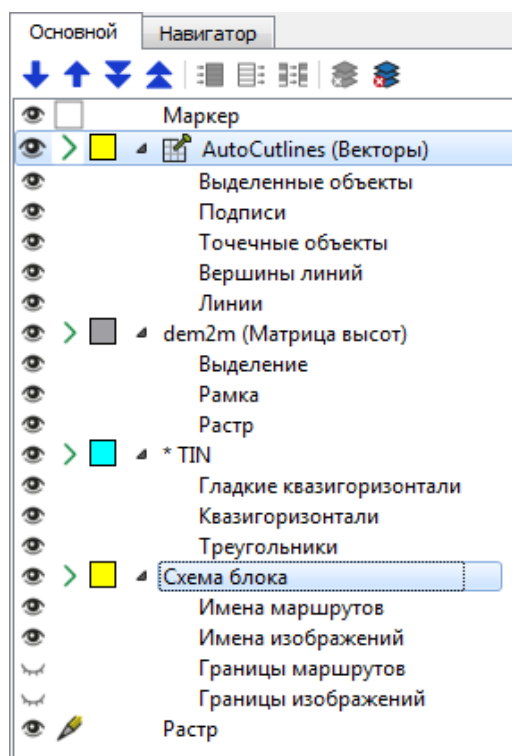 Основной Навигатор
Маркер
AutoCutlines (Векторы)
Выделенные объекты
Подписи
Точечные объекты
Вершины линий
Линии
dem2m (Матрица высот)
Выделение
Рамка
Растр
* TIN
Гладкие квазигоризонтали
Квазигоризонтали
Треугольники
Схема блока
Имена маршрутов
Имена изображений
Границы маршрутов
Границы изображений
Растр